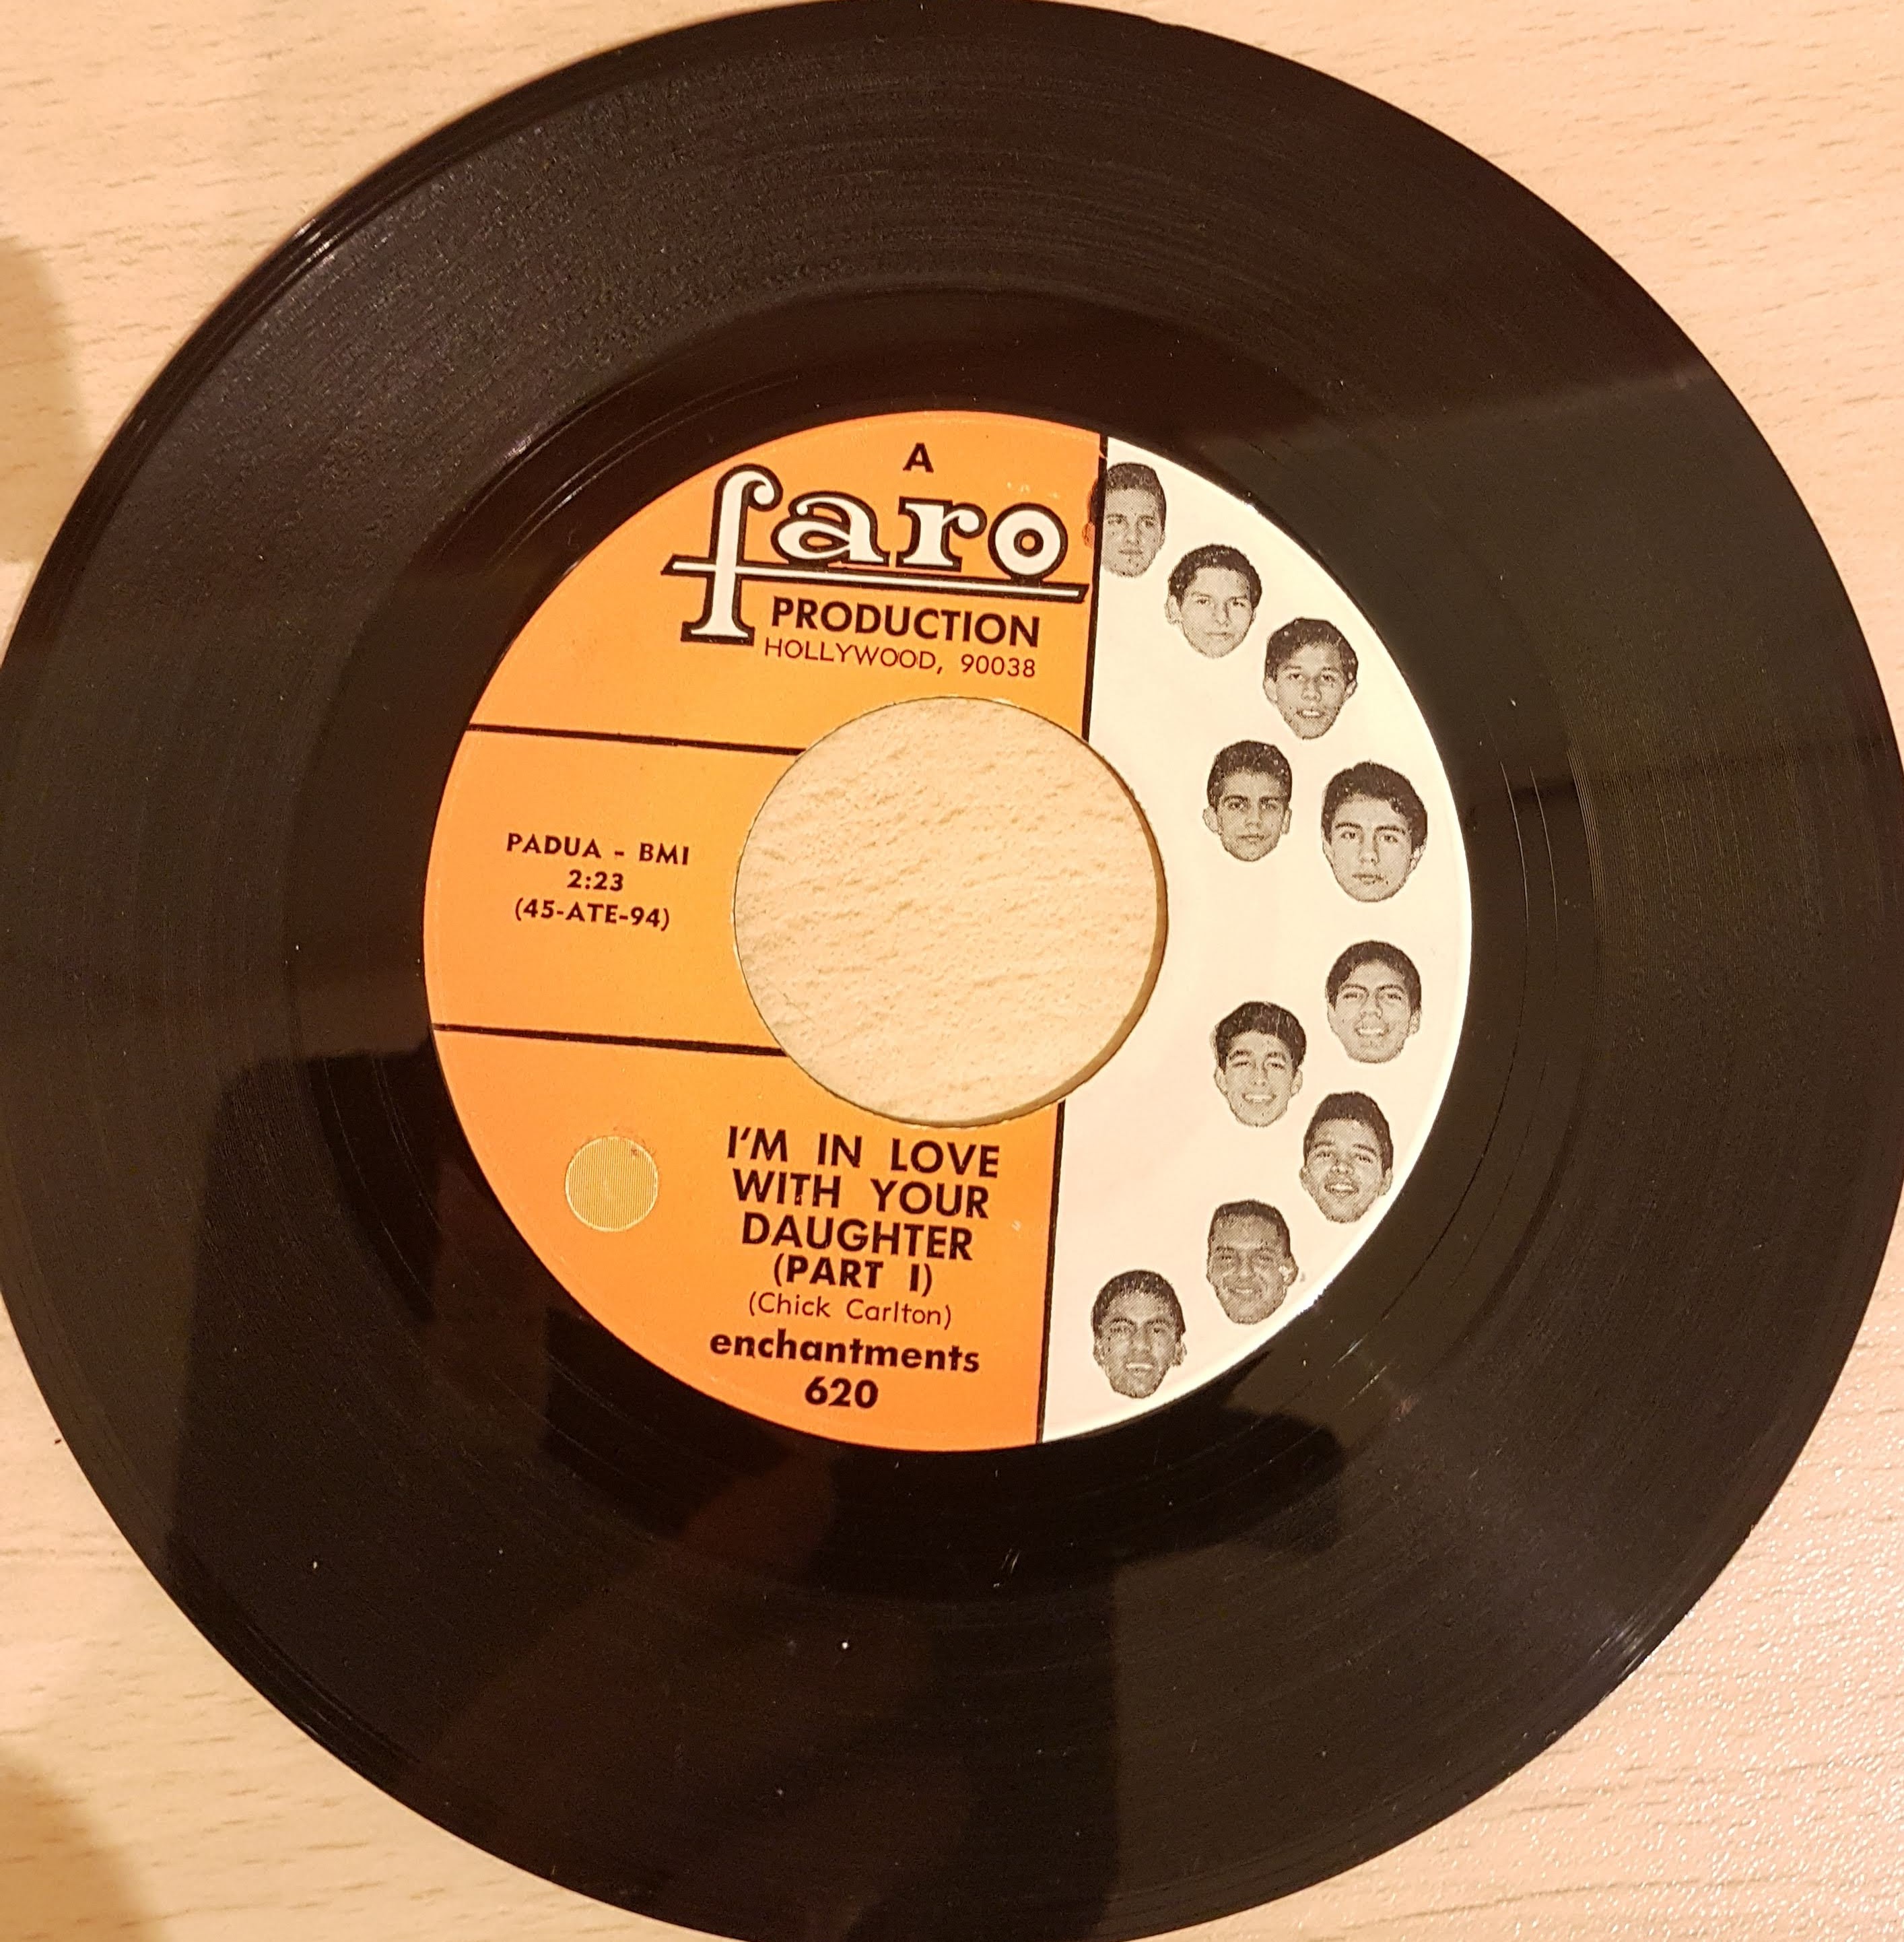 A
faro
PRODUCTION
HOLLYWOOD, 90038
PADUA - BMI
2:23
(45-ATE-94)
I'M IN LOVE
WITH YOUR
DAUGHTER
(PART I)
(Chick Carlton)
enchantments
620